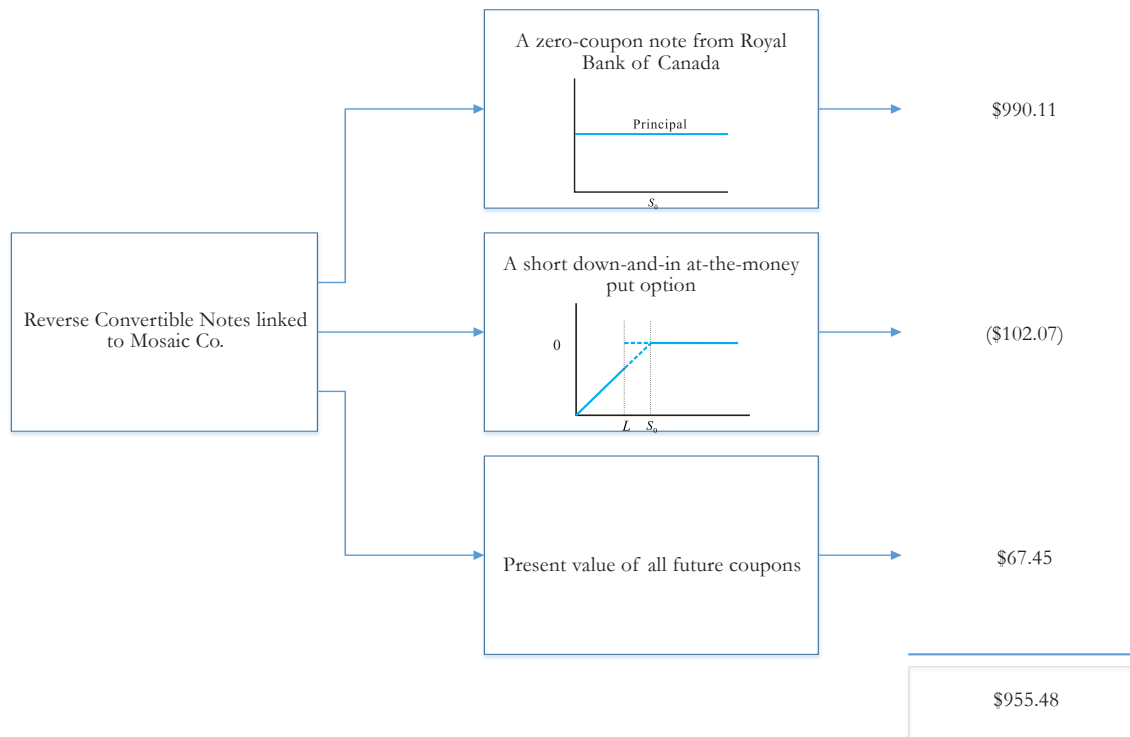 A zero-coupon note from Royal
Bank of Canada
Principal
S₀
$990.11
Reverse Convertible Notes linked
to Mosaic Co.
A short down-and-in at-the-money
put option
0
L S₀
($102.07)
Present value of all future coupons
$67.45
$955.48